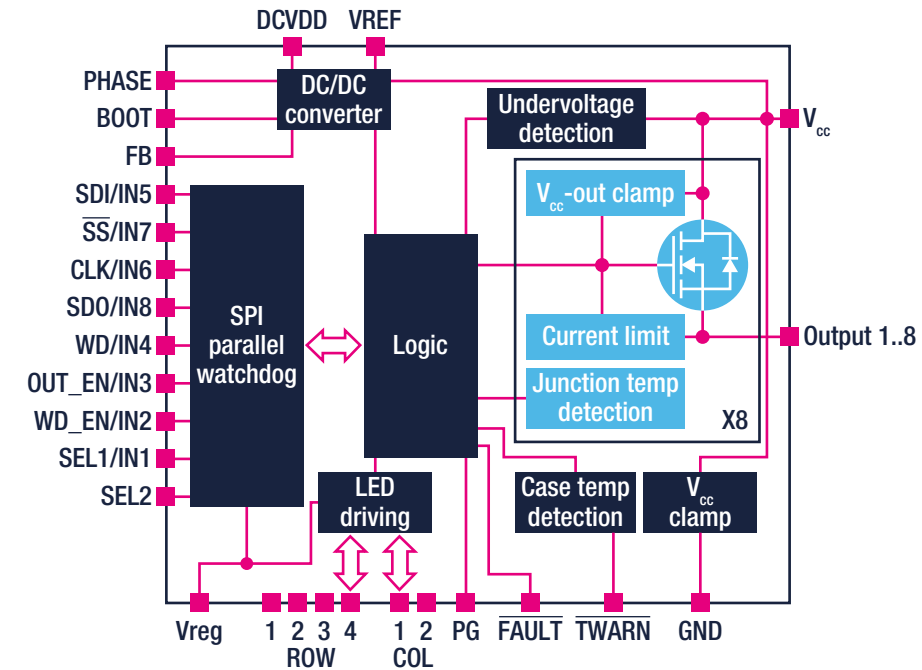 DCVDD VREF
PHASE
BOOT
FB
SDI/IN5
SS/IN7
CLK/IN6
SDO/IN8
WD/IN4
OUT_EN/IN3
WD_EN/IN2
SEL1/IN1
SEL2
DC/DC
converter
Undervoltage
detection
Vcc
Vcc-out clamp
SPI
parallel
watchdog
Logic
Current limit
Output 1..8
Junction temp
detection
X8
LED
driving
Case temp
detection
Vcc
clamp
Vreg
1 2 3 4
ROW
1 2
COL
PG
FAULT
TWARN
GND